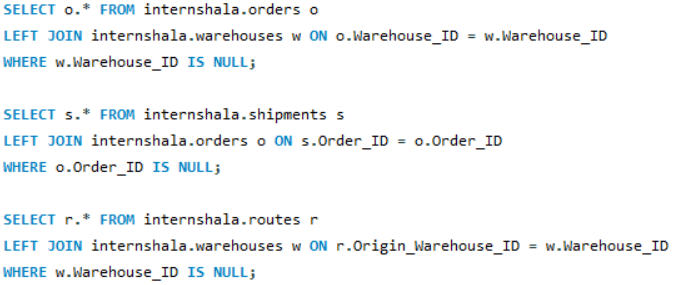 SELECT o.* FROM internshala.orders o
LEFT JOIN internshala.warehouses w ON o.Warehouse_ID = w.Warehouse_ID
WHERE w.Warehouse_ID IS NULL;
SELECT s.* FROM internshala.shipments s
LEFT JOIN internshala.orders o ON s.Order_ID = o.Order_ID
WHERE o.Order_ID IS NULL;
SELECT r.* FROM internshala.routes r
LEFT JOIN internshala.warehouses w ON r.Origin_Warehouse_ID = w.Warehouse_ID
WHERE w.Warehouse_ID IS NULL;